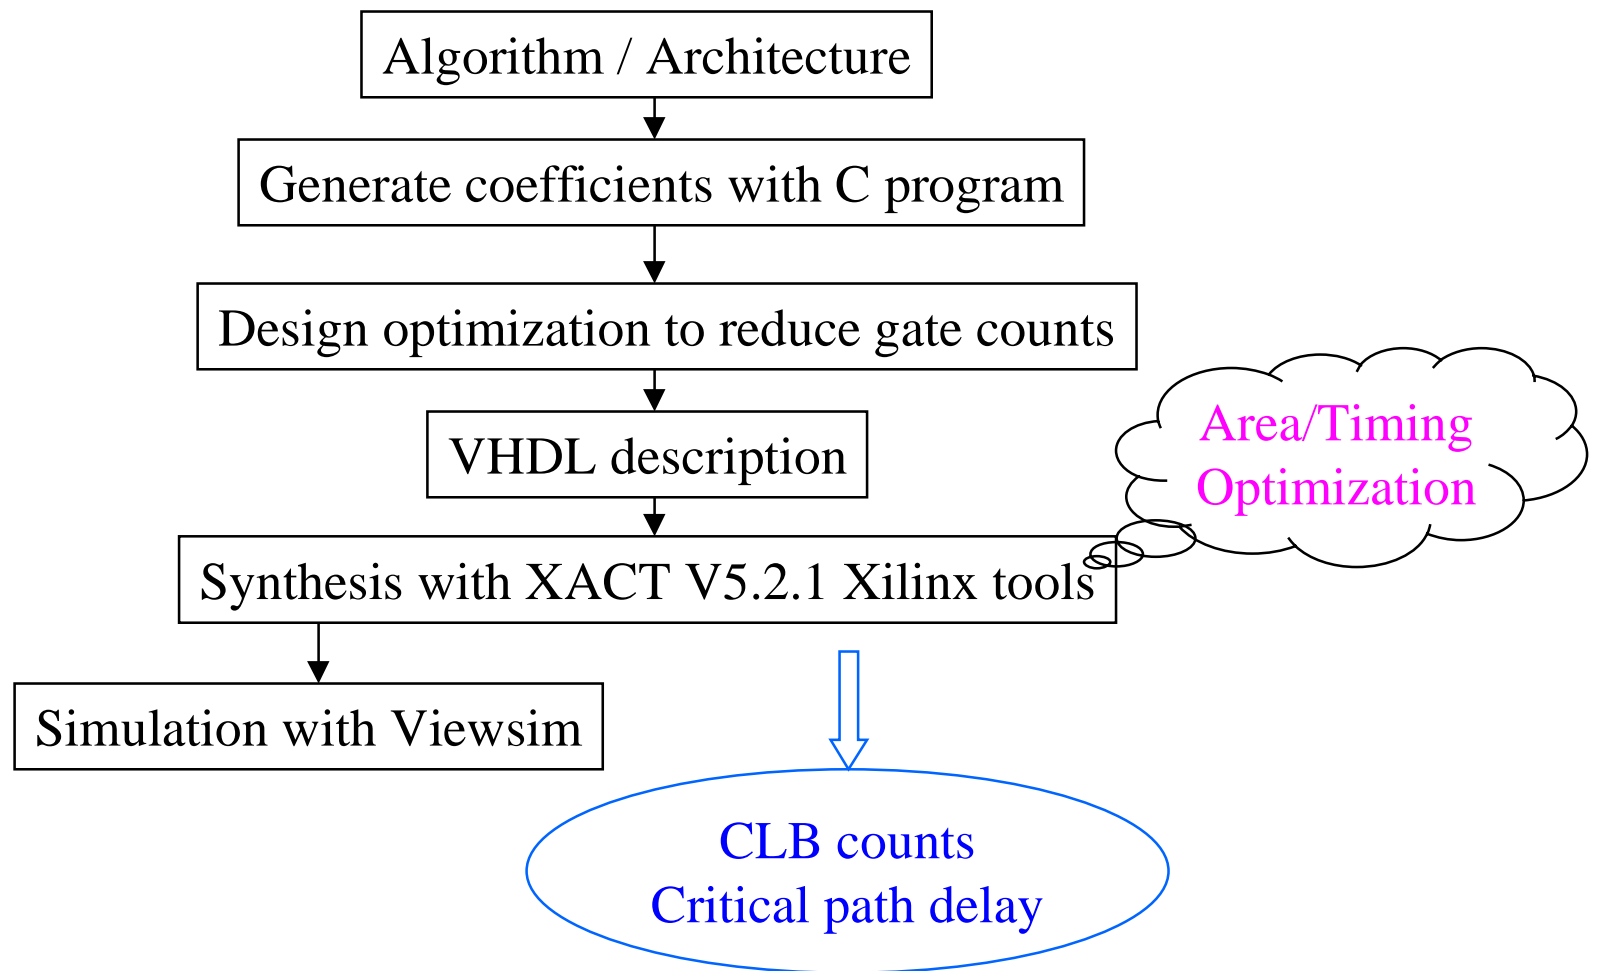 Algorithm / Architecture
Generate coefficients with C program
Design optimization to reduce gate counts
VHDL description
Area/Timing
Optimization
Synthesis with XACT V5.2.1 Xilinx tools
Simulation with Viewsim
CLB counts
Critical path delay